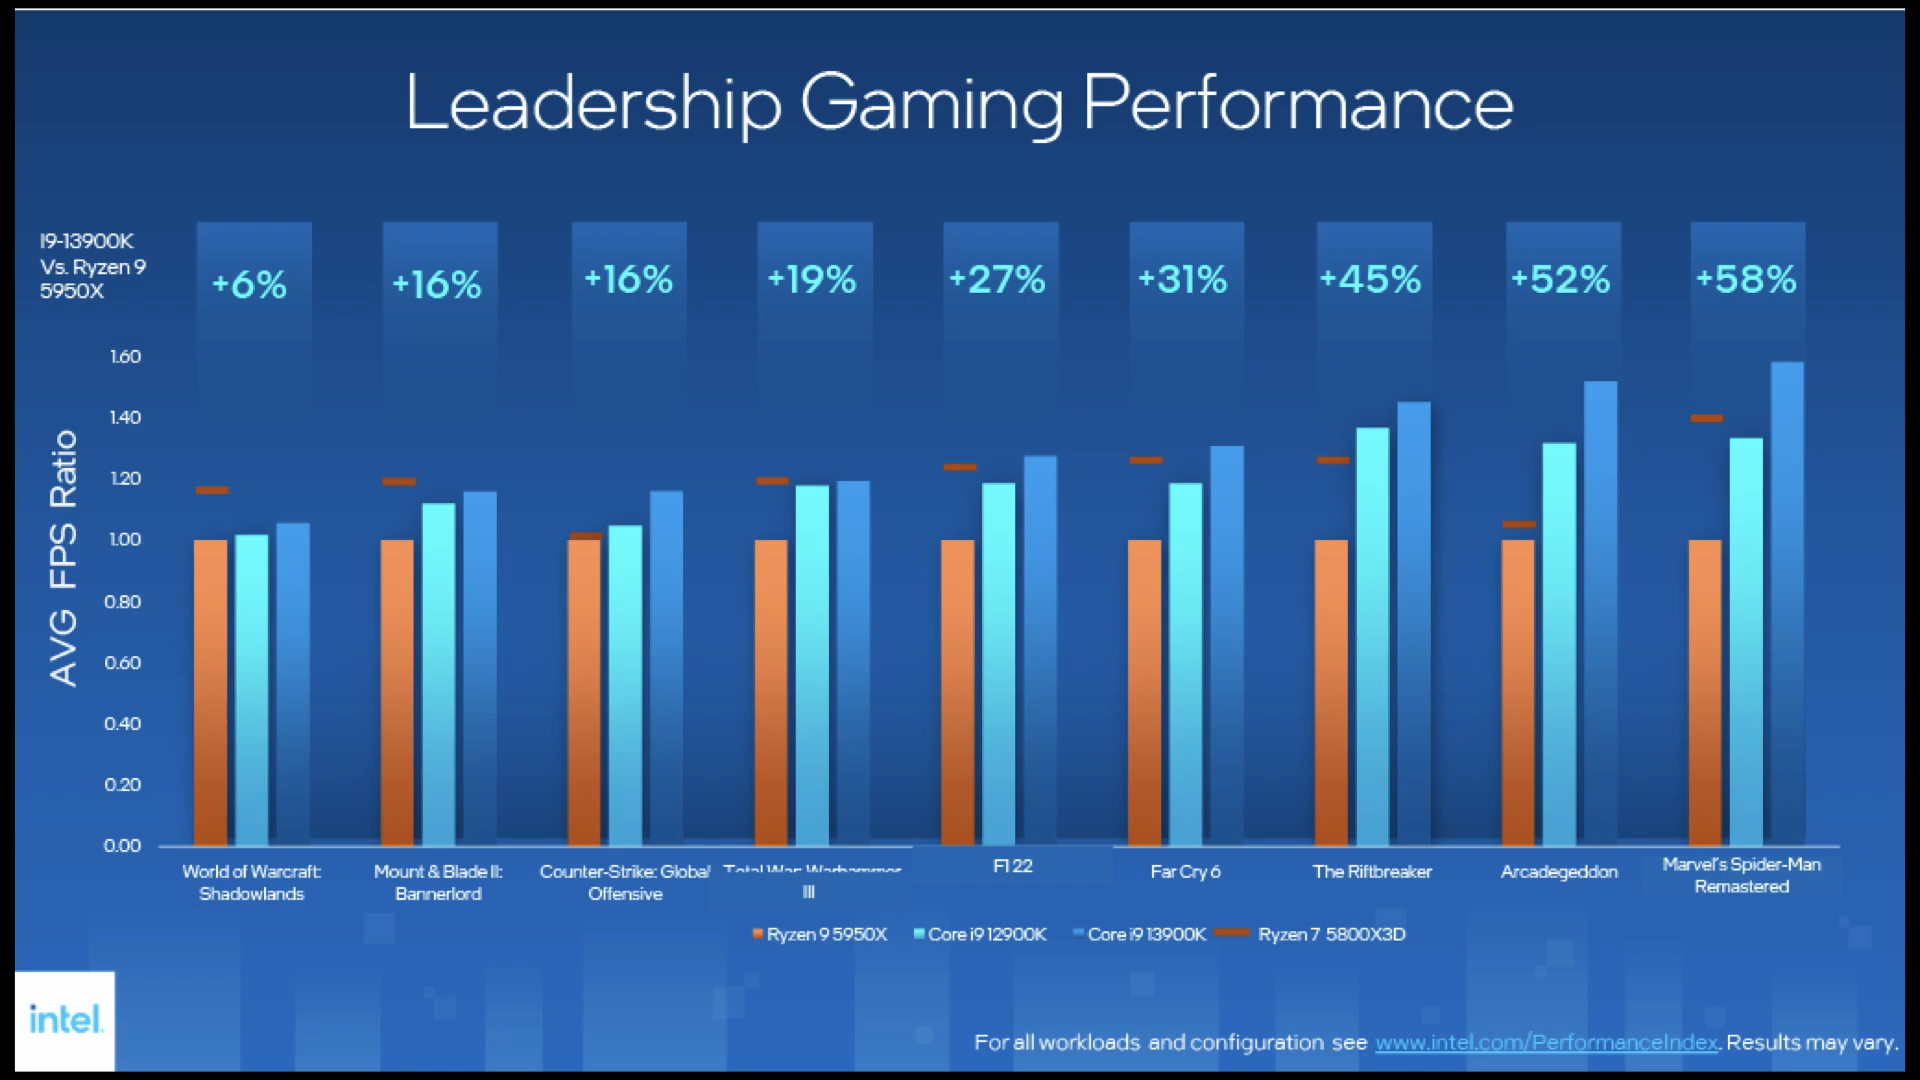 Leadership Gaming Performance
I9-13900K
Vs. Ryzen 9
5950X
+6%
+16%
+16%
+19%
+27%
+31%
+45%
+52%
+58%
AVG FPS Ratio
1.60
1.40
1.20
1.00
0.80
0.60
0.40
0.20
0.00
World of Warcraft:
Shadowlands
Mount & Blade II:
Bannerlord
Counter-Strike: Global
Offensive
Total War: Warhammer
III
F1 22
Far Cry 6
The Riftbreaker
Arcadegeddon
Marvel's Spider-Man
Remastered
Ryzen 9 5950X
Core i9 12900K
Core i9 13900K
Ryzen 7 5800X3D
intel.
For all workloads and configuration see www.intel.com/PerformanceIndex. Results may vary.